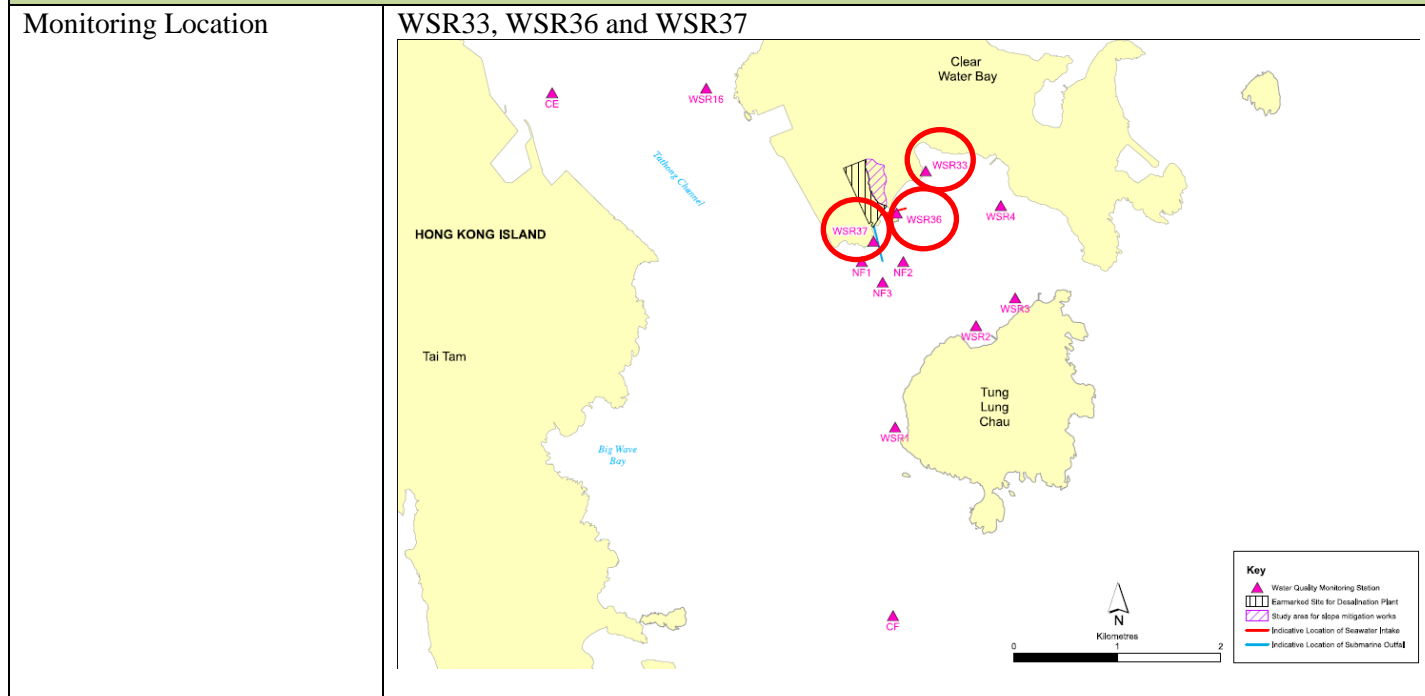 Monitoring Location
WSR33, WSR36 and WSR37
Clear
Water Bay
CE
WSR16
Tathong Channel
WSR33
WSR4
WSR36
WSR37
HONG KONG ISLAND
NF1
NF2
NF3
WSR3
WSR2
Tai Tam
Tung
Lung
Chau
WSR1
Big Wave
Bay
CF
N
Kilometres
0
1
2
Key
Water Quality Monitoring Station
Earmarked Site for Desalination Plant
Study area for slope mitigation works
Indicative Location of Seawater Intake
Indicative Location of Submarine Outfall